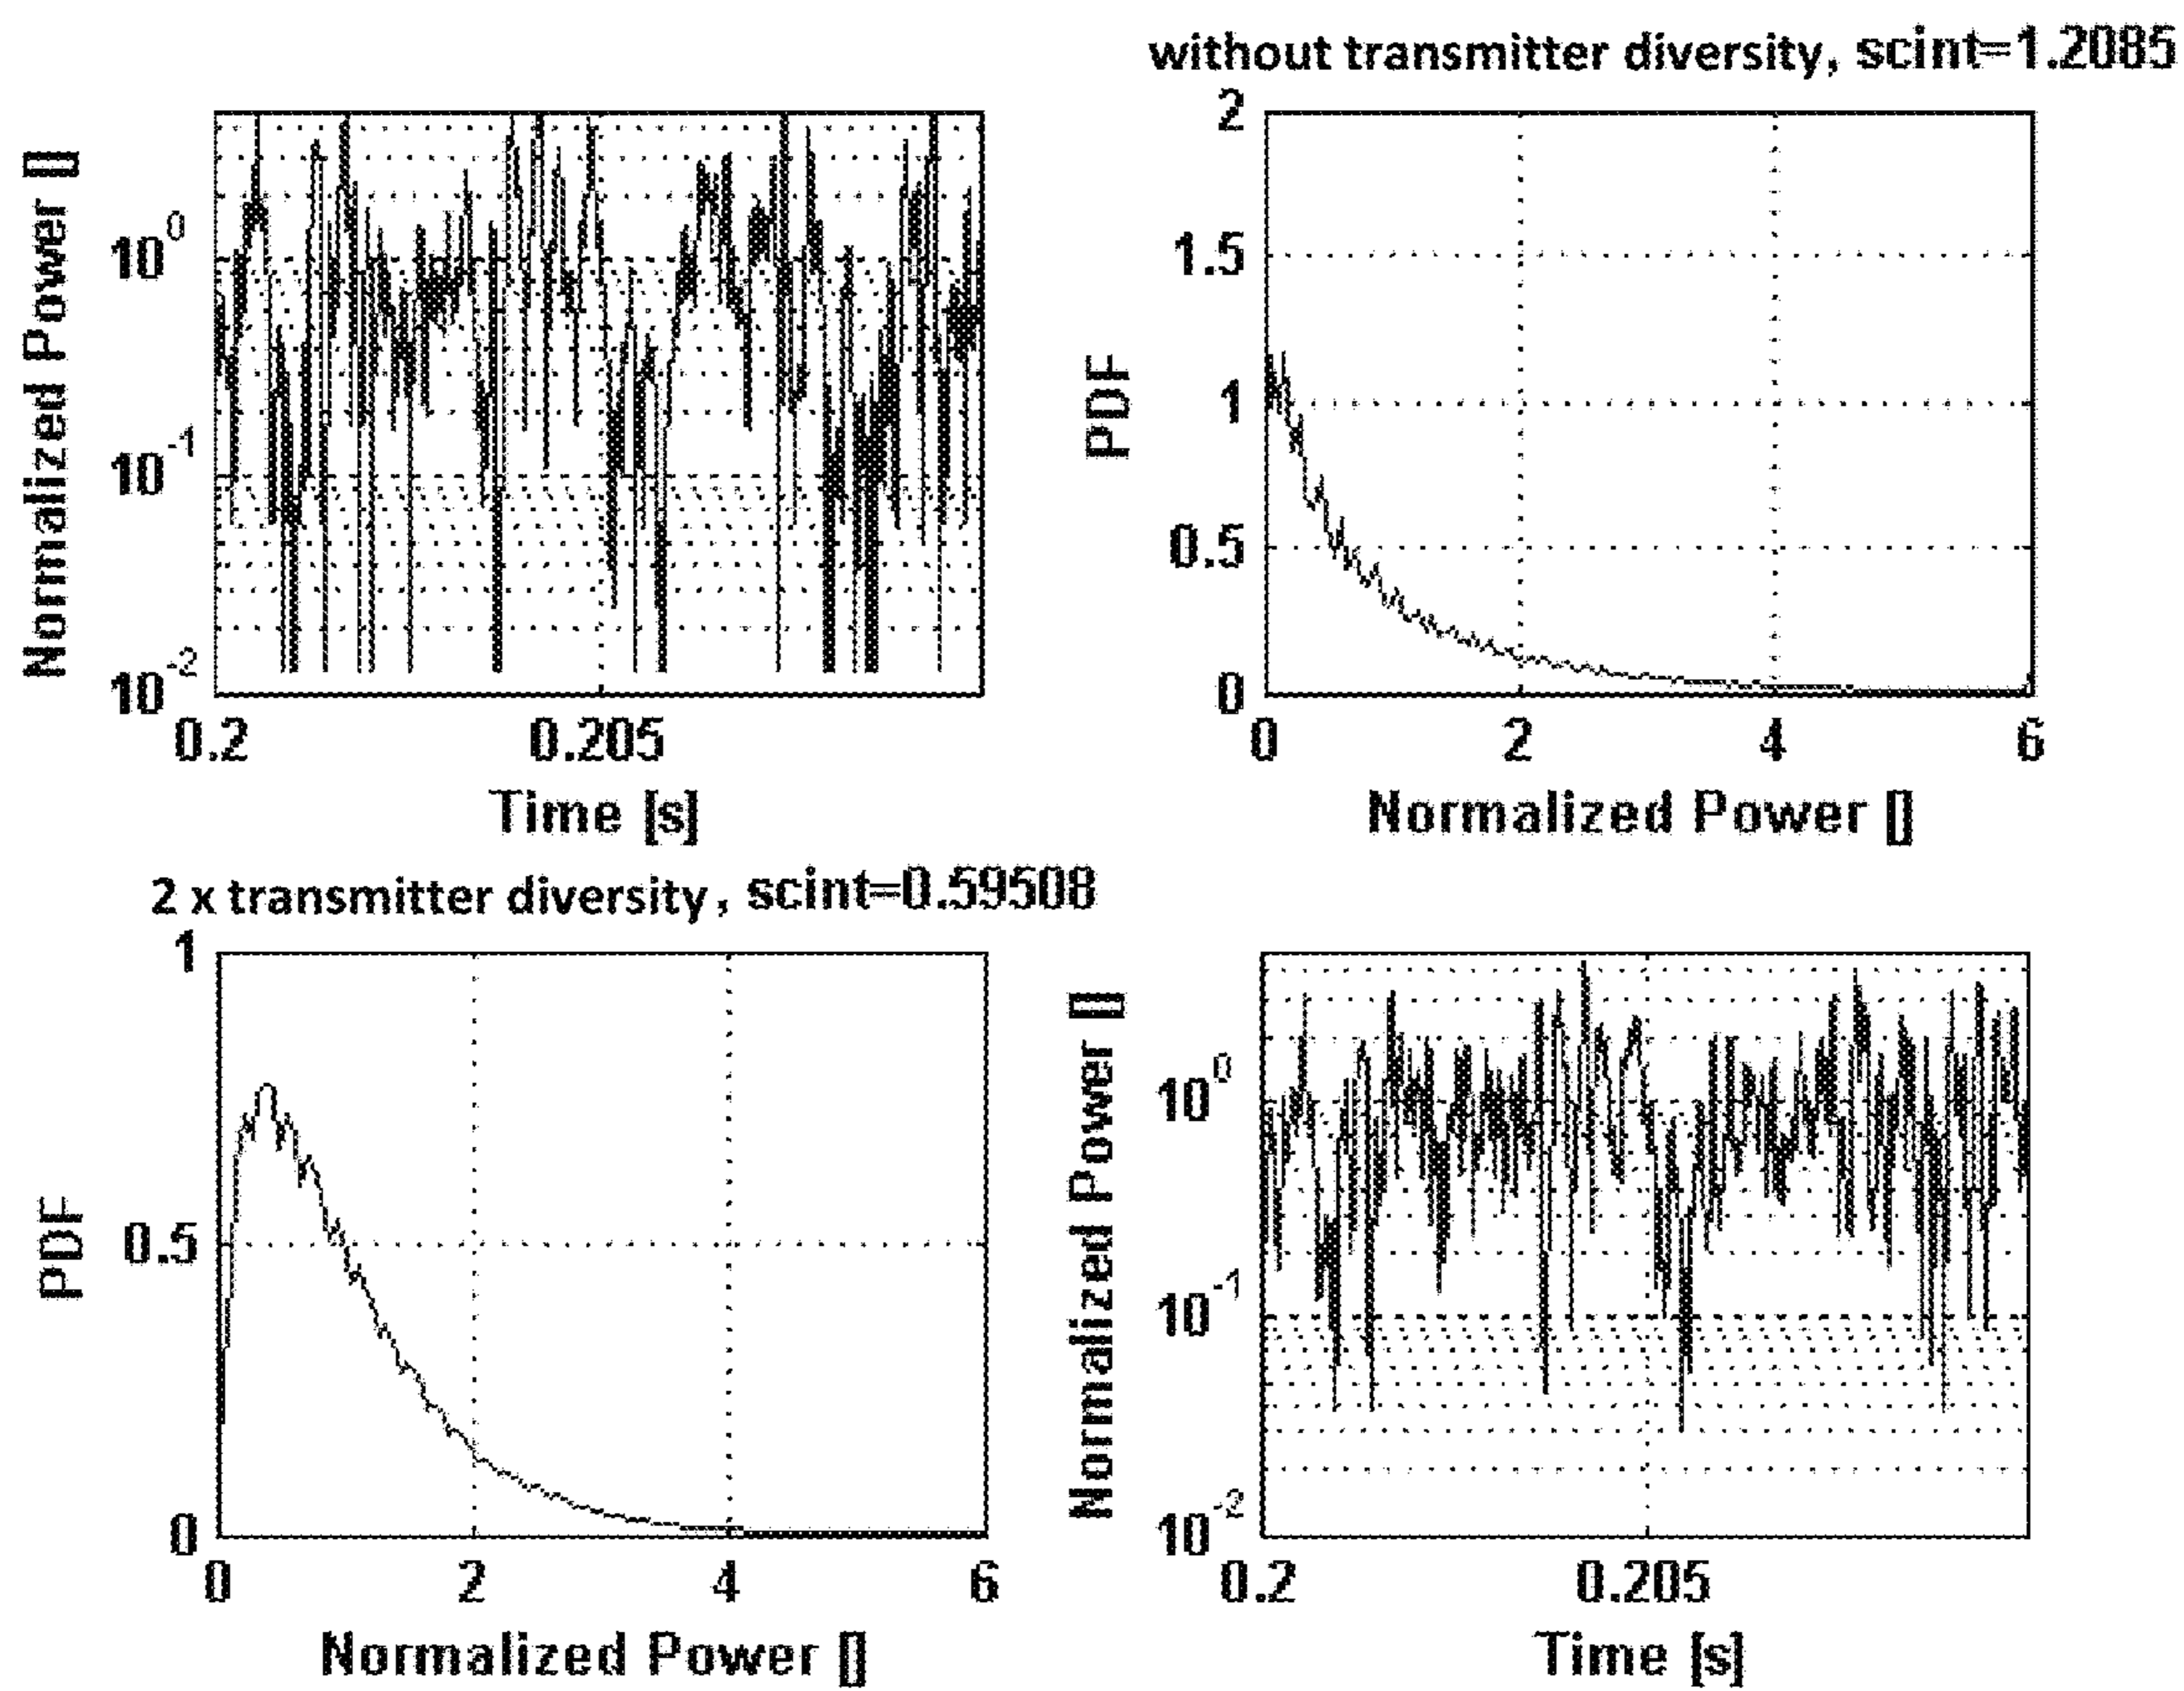 without transmitter diversity, scint=1.2085
Normalized Power []
10^0
10^-1
10^-2
0.2 0.205
Time [s]
PDF
2
1.5
1
0.5
0
0 2 4 6
Normalized Power []
2 x transmitter diversity, scint=0.59508
PDF
1
0.5
0
0 2 4 6
Normalized Power []
Normalized Power []
10^0
10^-1
10^-2
0.2 0.205
Time [s]